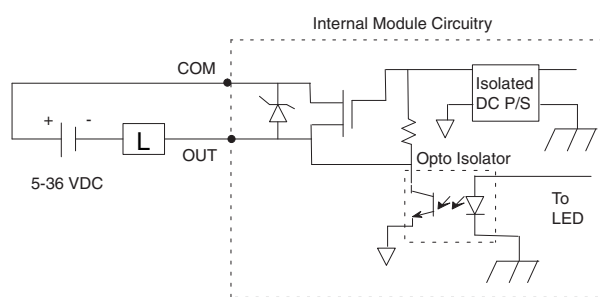 Internal Module Circuitry
COM
Isolated
DC P/S
+ -
L
OUT
Opto Isolator
5-36 VDC
To
LED